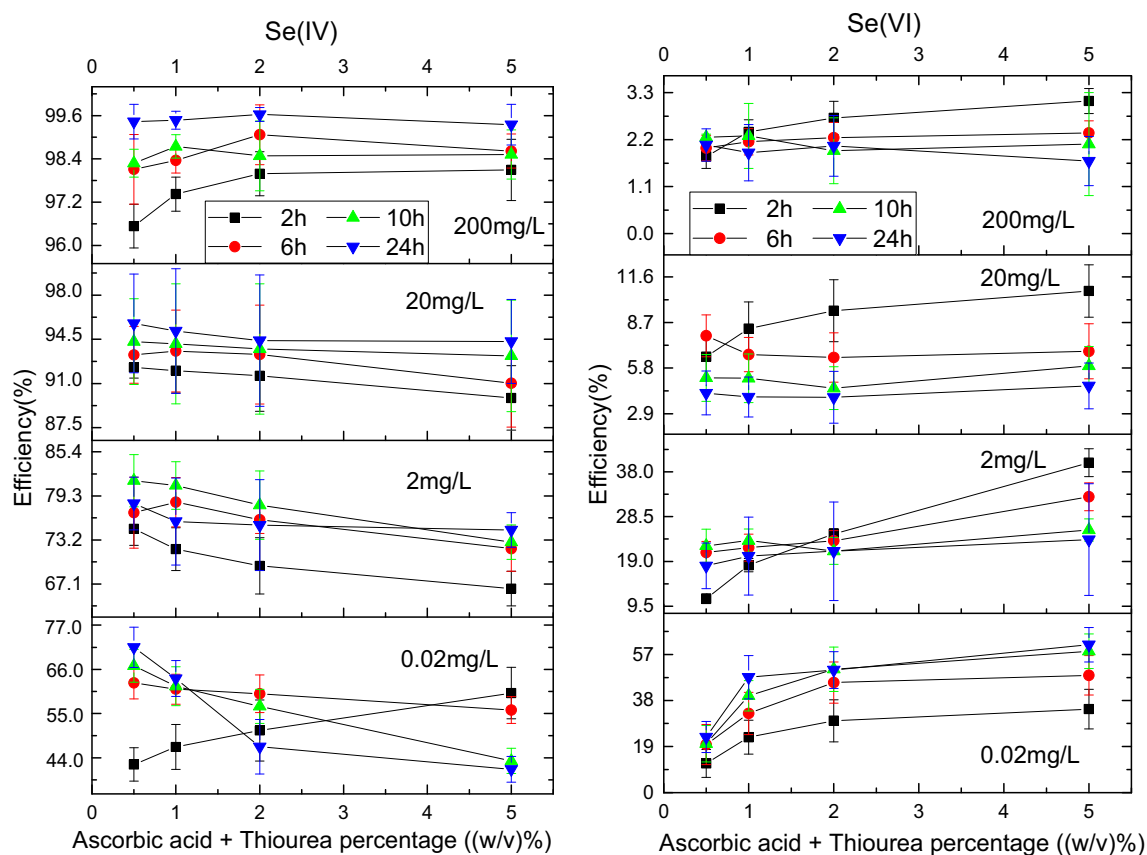 Se(IV)
0 1 2 3 4 5
99.6
98.4
97.2
96.0
2h 10h
6h 24h
200mg/L
98.0
94.5
91.0
87.5
20mg/L
85.4
79.3
73.2
67.1
2mg/L
77.0
66.0
55.0
44.0
0.02mg/L
0 1 2 3 4 5
Efficiency(%)
Ascorbic acid + Thiourea percentage ((w/v)%)
Se(VI)
0 1 2 3 4 5
3.3
2.2
1.1
0.0
2h 10h
6h 24h
200mg/L
11.6
8.7
5.8
2.9
20mg/L
38.0
28.5
19.0
9.5
2mg/L
57
38
19
0
0.02mg/L
0 1 2 3 4 5
Efficiency(%)
Ascorbic acid + Thiourea percentage ((w/v)%)